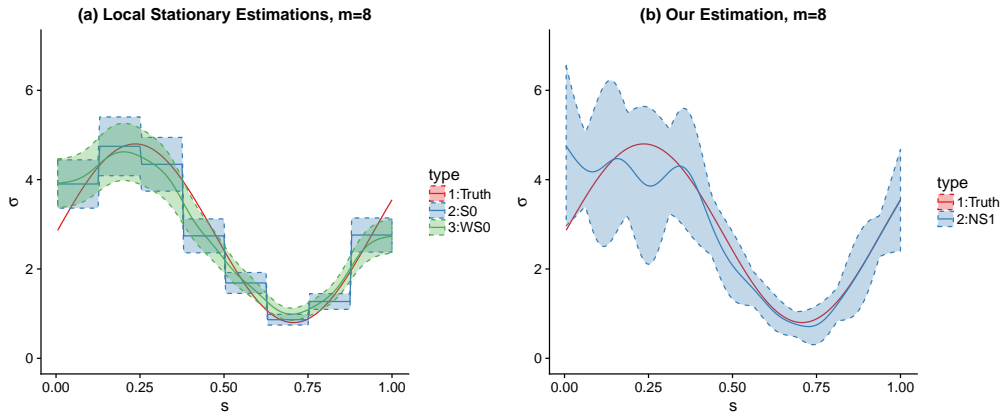 (a) Local Stationary Estimations, m=8
6
4
2
0
σ
0.00
0.25
0.50
0.75
1.00
s
type
1:Truth
2:S0
3:WS0
(b) Our Estimation, m=8
6
4
2
0
σ
0.00
0.25
0.50
0.75
1.00
s
type
1:Truth
2:NS1